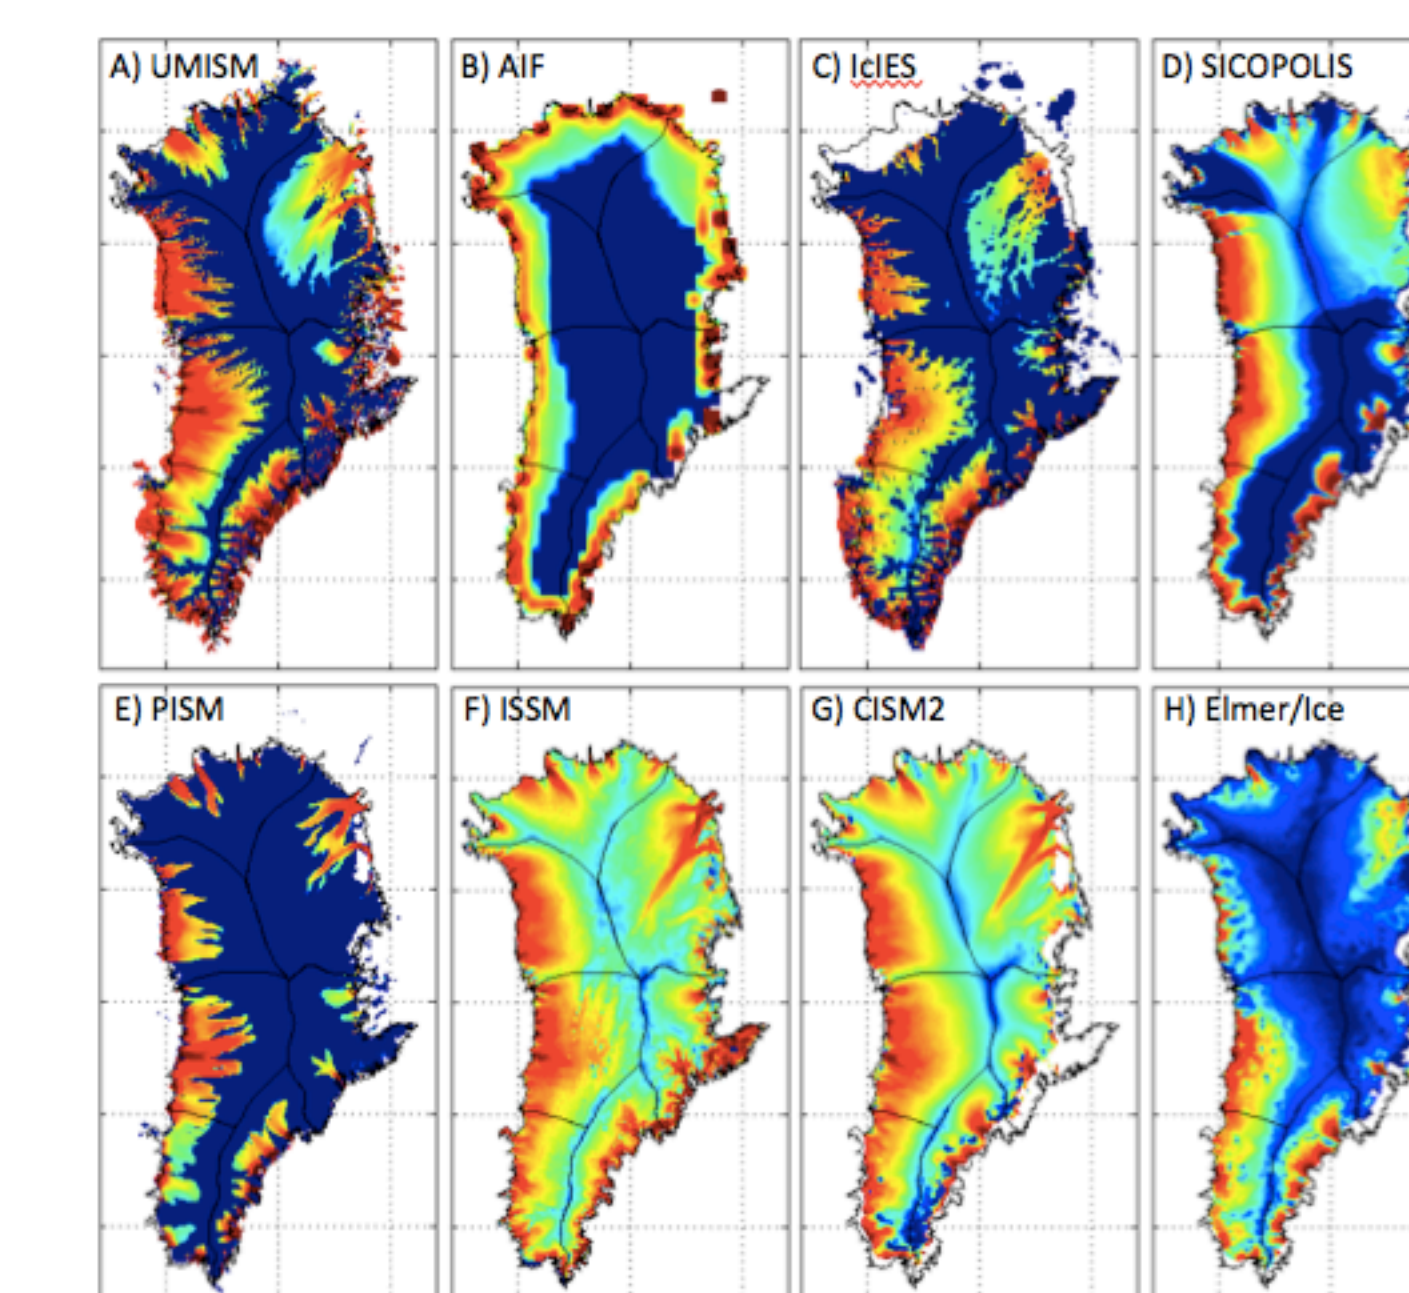 A) UMISM
B) AIF
C) IcIES
D) SICOPOLIS
E) PISM
F) ISSM
G) CISM2
H) Elmer/Ice